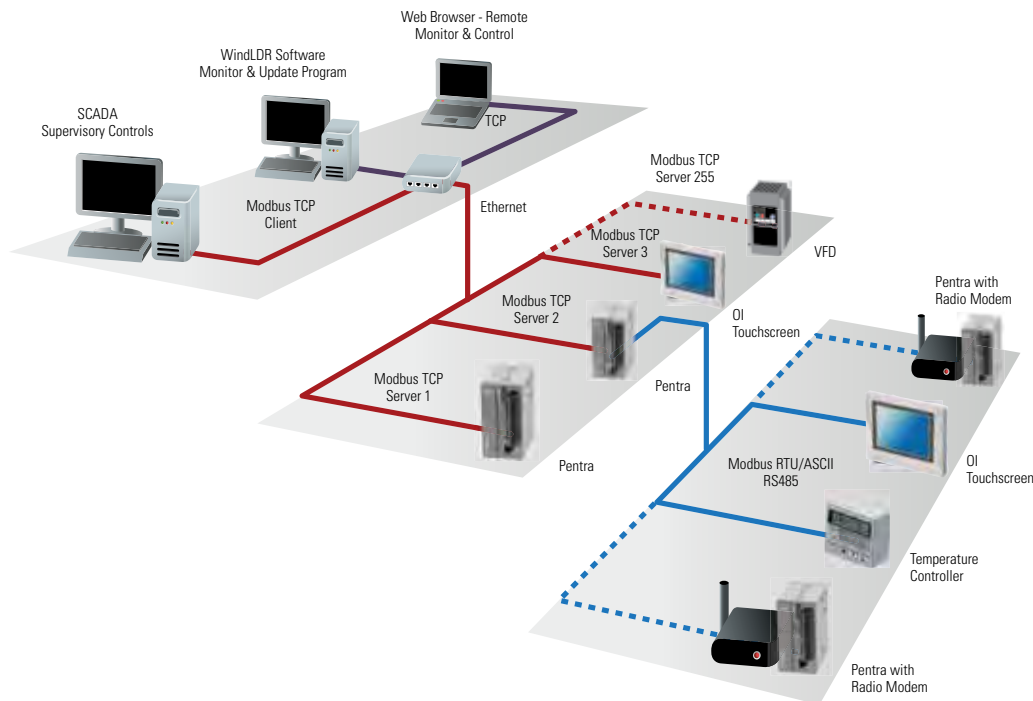 Web Browser - Remote
Monitor & Control
WindLDR Software
Monitor & Update Program
SCADA
Supervisory Controls
TCP
Modbus TCP
Client
Ethernet
Modbus TCP
Server 255
VFD
Modbus TCP
Server 3
OI
Touchscreen
Modbus TCP
Server 2
Pentra
Modbus TCP
Server 1
Pentra
Pentra with
Radio Modem
OI
Touchscreen
Modbus RTU/ASCII
RS485
Temperature
Controller
Pentra with
Radio Modem